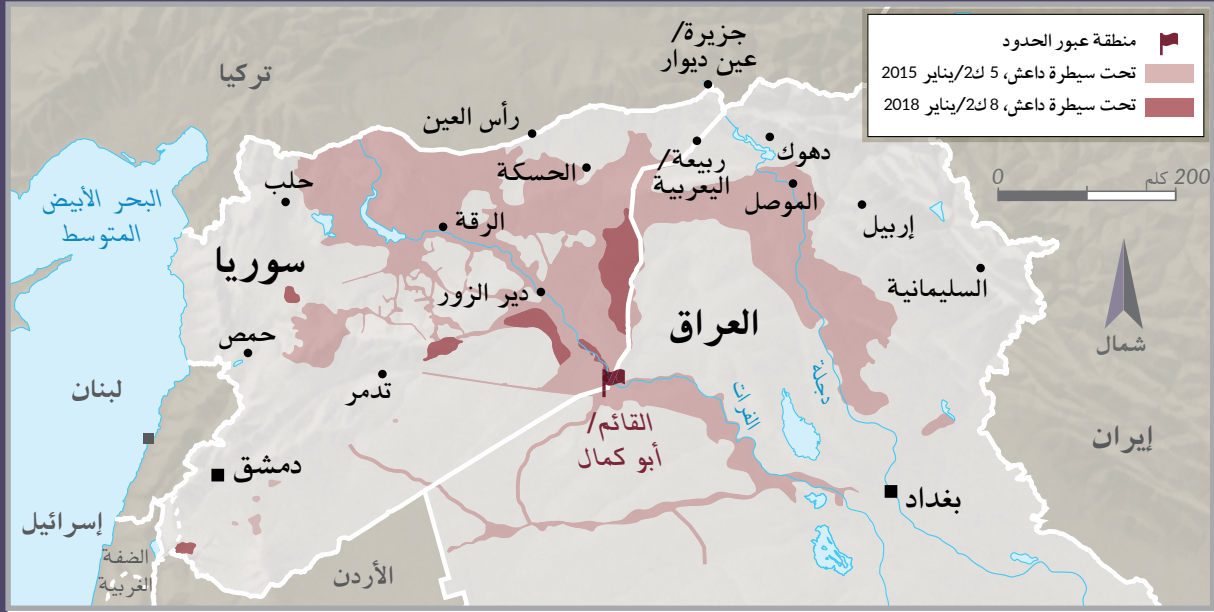 منطقة عبور الحدود
تحت سيطرة داعش، 5 ك2/يناير 2015
تحت سيطرة داعش، 8 ك2/يناير 2018
0
200 كلم
شمال
تركيا
جزيرة/
عين ديوار
رأس العين
الحسكة
ربيعة/
اليعربية
دهوك
الموصل
إربيل
السليمانية
حلب
الرقة
البحر الأبيض
المتوسط
سوريا
دير الزور
العراق
حمص
تدمر
لبنان
دجلة
الفرات
إيران
القائم/
أبو كمال
دمشق
بغداد
إسرائيل
الضفة
الغربية
الأردن